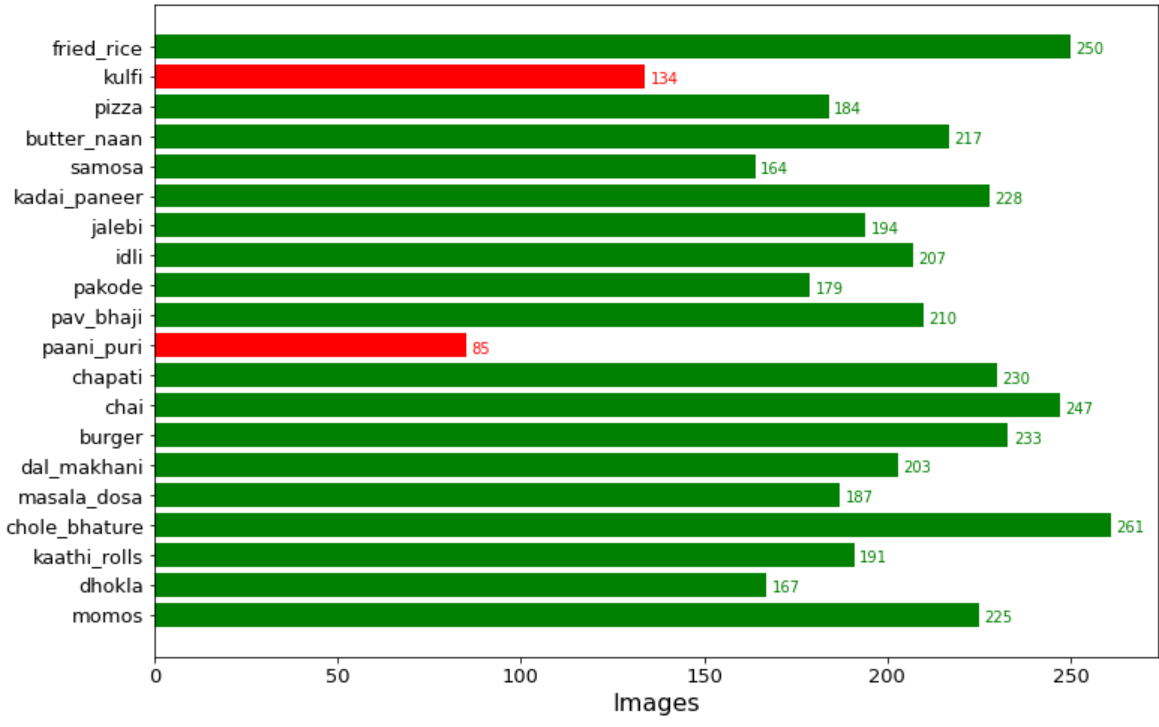 fried_rice 250
kulfi 134
pizza 184
butter_naan 217
samosa 164
kadai_paneer 228
jalebi 194
idli 207
pakode 179
pav_bhaji 210
paani_puri 85
chapati 230
chai 247
burger 233
dal_makhani 203
masala_dosa 187
chole_bhature 261
kaathi_rolls 191
dhokla 167
momos 225
0 50 100 150 200 250
Images